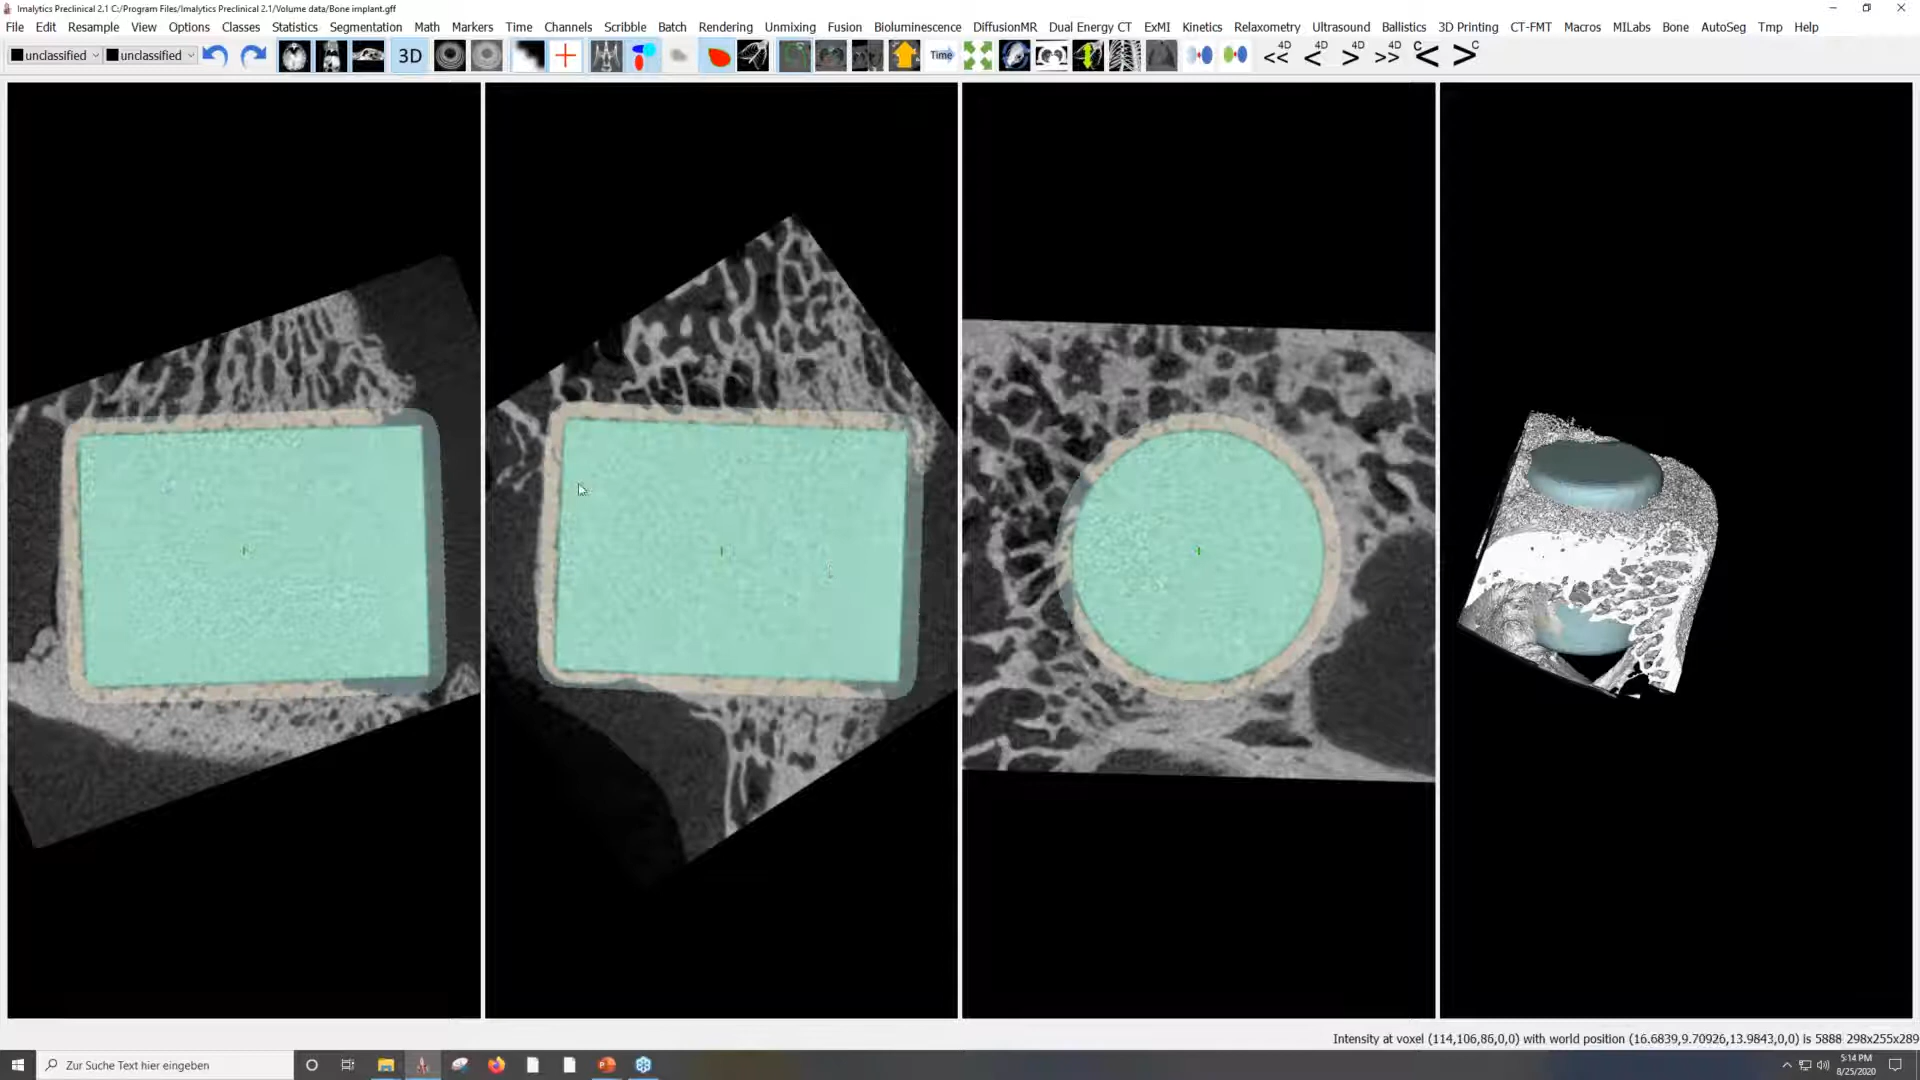 Imalytics Preclinical 2.1 C:/Program Files/Imalytics Preclinical 2.1/Volume data/Bone implant.gff
File Edit Resample View Options Classes Statistics Segmentation Math Markers Time Channels Scribble Batch Rendering Unmixing Fusion Bioluminescence DiffusionMR Dual Energy CT ExMI Kinetics Relaxometry Ultrasound Ballistics 3D Printing CT-FMT Macros MILabs Bone AutoSeg Tmp Help
unclassified unclassified 3D Time 4D << 4D < 4D > 4D >> C < C >
Intensity at voxel (114,106,86,0,0) with world position (16.6839,9.70926,13.9843,0,0) is 5888 298x255x289
Zur Suche Text hier eingeben
5:14 PM
8/25/2020